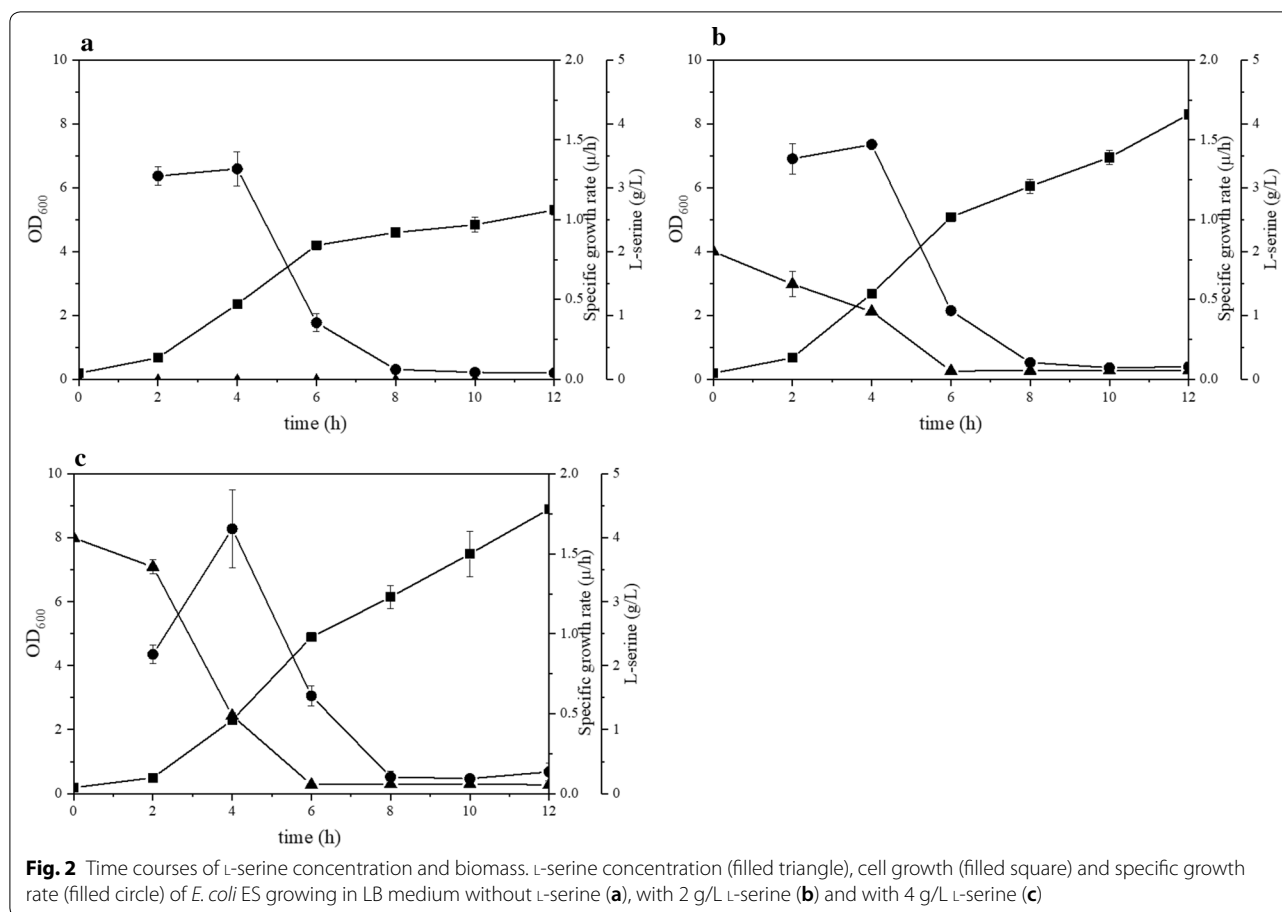 a
10
8
6
4
2
0
OD600
0 2 4 6 8 10 12
time (h)
2.0
1.5
1.0
0.5
0.0
Specific growth rate (μ/h)
5
4
3
2
1
0
L-serine (g/L)
b
10
8
6
4
2
0
OD600
0 2 4 6 8 10 12
time (h)
2.0
1.5
1.0
0.5
0.0
Specific growth rate (μ/h)
5
4
3
2
1
0
L-serine (g/L)
c
10
8
6
4
2
0
OD600
0 2 4 6 8 10 12
time (h)
2.0
1.5
1.0
0.5
0.0
Specific growth rate (μ/h)
5
4
3
2
1
0
L-serine (g/L)
Fig. 2 Time courses of L-serine concentration and biomass. L-serine concentration (filled triangle), cell growth (filled square) and specific growth
rate (filled circle) of E. coli ES growing in LB medium without L-serine (a), with 2 g/L L-serine (b) and with 4 g/L L-serine (c)